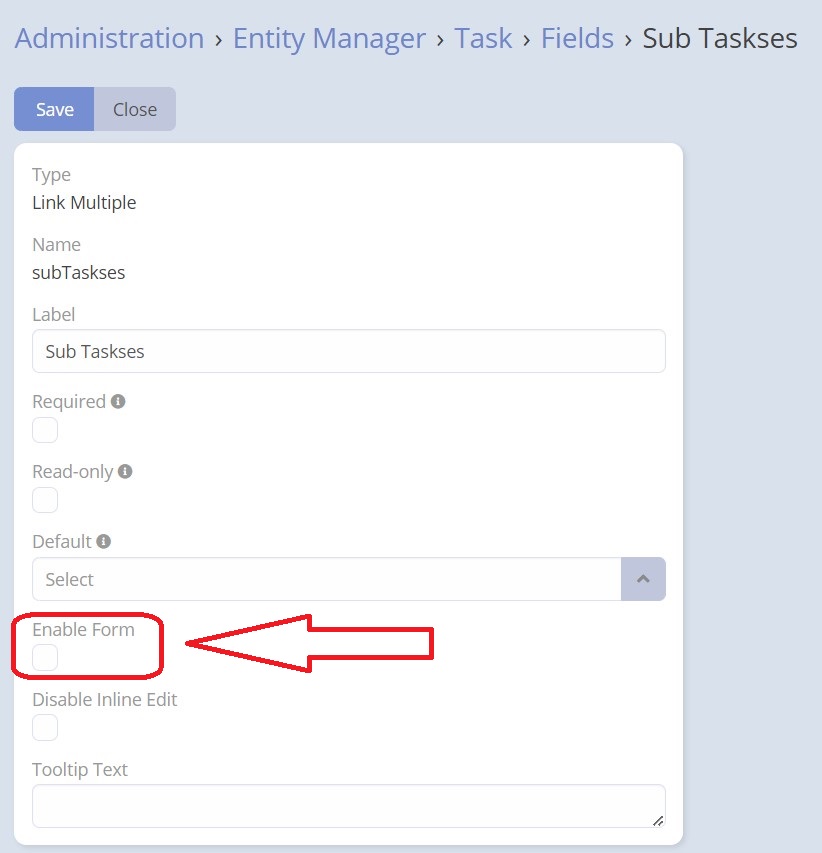 Administration › Entity Manager › Task › Fields › Sub Taskses
Save Close
Type
Link Multiple
Name
subTaskses
Label
Sub Taskses
Required
Read-only
Default
Select
Enable Form
Disable Inline Edit
Tooltip Text